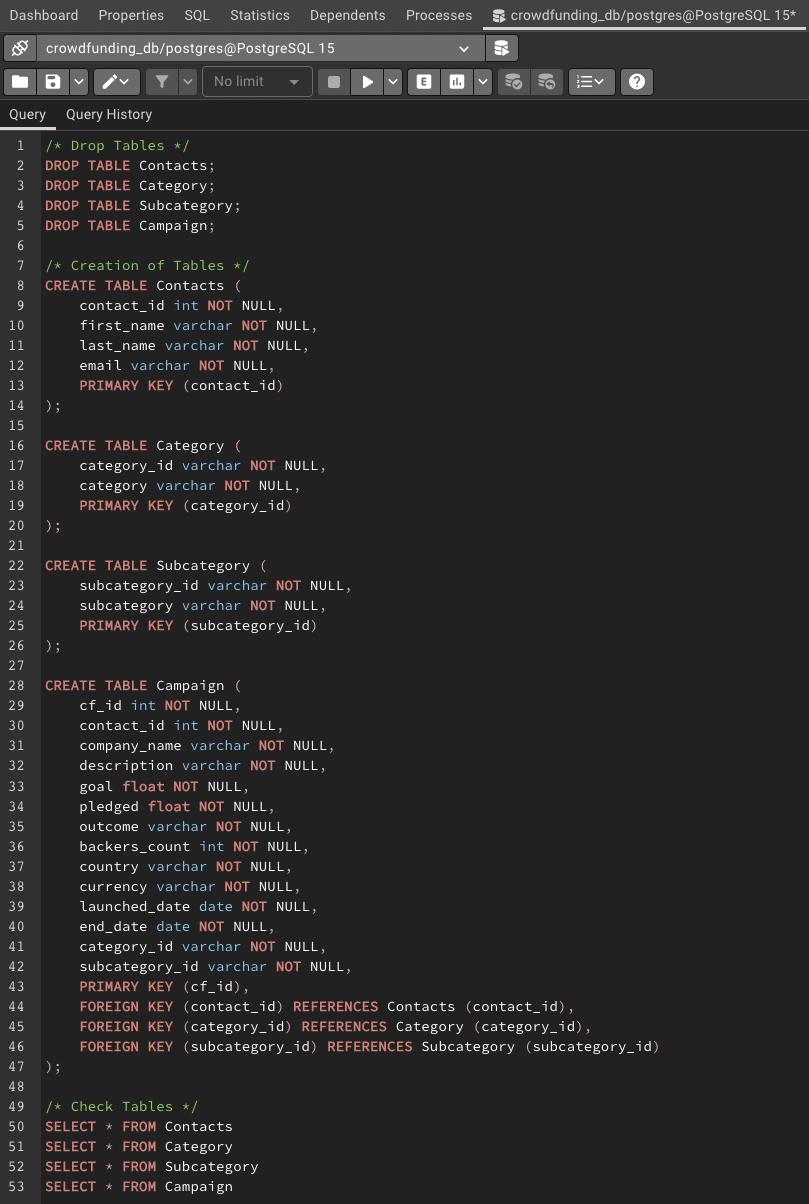 Dashboard Properties SQL Statistics Dependents Processes crowdfunding_db/postgres@PostgreSQL 15*
crowdfunding_db/postgres@PostgreSQL 15
No limit E ?
Query Query History
1 /* Drop Tables */
2 DROP TABLE Contacts;
3 DROP TABLE Category;
4 DROP TABLE Subcategory;
5 DROP TABLE Campaign;
6
7 /* Creation of Tables */
8 CREATE TABLE Contacts (
9 contact_id int NOT NULL,
10 first_name varchar NOT NULL,
11 last_name varchar NOT NULL,
12 email varchar NOT NULL,
13 PRIMARY KEY (contact_id)
14 );
15
16 CREATE TABLE Category (
17 category_id varchar NOT NULL,
18 category varchar NOT NULL,
19 PRIMARY KEY (category_id)
20 );
21
22 CREATE TABLE Subcategory (
23 subcategory_id varchar NOT NULL,
24 subcategory varchar NOT NULL,
25 PRIMARY KEY (subcategory_id)
26 );
27
28 CREATE TABLE Campaign (
29 cf_id int NOT NULL,
30 contact_id int NOT NULL,
31 company_name varchar NOT NULL,
32 description varchar NOT NULL,
33 goal float NOT NULL,
34 pledged float NOT NULL,
35 outcome varchar NOT NULL,
36 backers_count int NOT NULL,
37 country varchar NOT NULL,
38 currency varchar NOT NULL,
39 launched_date date NOT NULL,
40 end_date date NOT NULL,
41 category_id varchar NOT NULL,
42 subcategory_id varchar NOT NULL,
43 PRIMARY KEY (cf_id),
44 FOREIGN KEY (contact_id) REFERENCES Contacts (contact_id),
45 FOREIGN KEY (category_id) REFERENCES Category (category_id),
46 FOREIGN KEY (subcategory_id) REFERENCES Subcategory (subcategory_id)
47 );
48
49 /* Check Tables */
50 SELECT * FROM Contacts
51 SELECT * FROM Category
52 SELECT * FROM Subcategory
53 SELECT * FROM Campaign